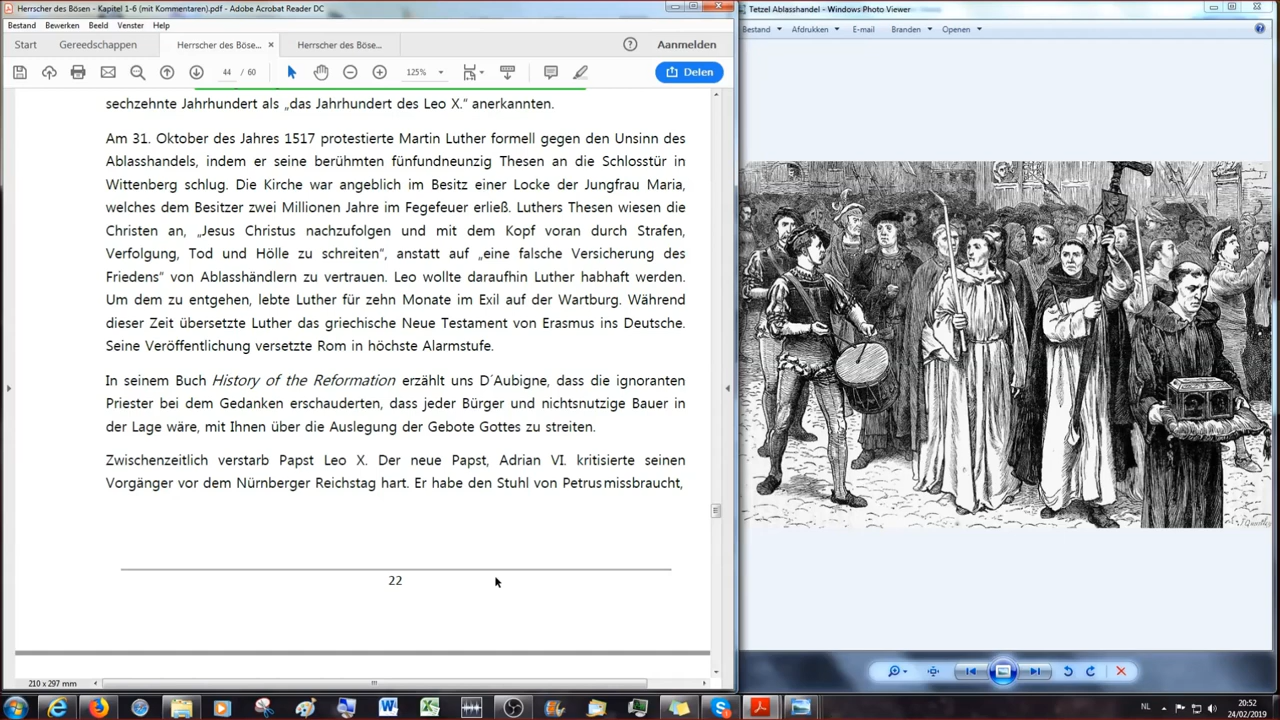 Herrscher des Bösen - Kapitel 1-6 (mit Kommentaren).pdf - Adobe Acrobat Reader DC
Bestand Bewerken Beeld Venster Help
Start Gereedschappen Herrscher des Böse... × Herrscher des Böse... Aanmelden
44 / 60 125% Delen
sechzehnte Jahrhundert als „das Jahrhundert des Leo X.“ anerkannten.
Am 31. Oktober des Jahres 1517 protestierte Martin Luther formell gegen den Unsinn des
Ablasshandels, indem er seine berühmten fünfundneunzig Thesen an die Schlosstür in
Wittenberg schlug. Die Kirche war angeblich im Besitz einer Locke der Jungfrau Maria,
welches dem Besitzer zwei Millionen Jahre im Fegefeuer erließ. Luthers Thesen wiesen die
Christen an, „Jesus Christus nachzufolgen und mit dem Kopf voran durch Strafen,
Verfolgung, Tod und Hölle zu schreiten“, anstatt auf „eine falsche Versicherung des
Friedens“ von Ablasshändlern zu vertrauen. Leo wollte daraufhin Luther habhaft werden.
Um dem zu entgehen, lebte Luther für zehn Monate im Exil auf der Wartburg. Während
dieser Zeit übersetzte Luther das griechische Neue Testament von Erasmus ins Deutsche.
Seine Veröffentlichung versetzte Rom in höchste Alarmstufe.
In seinem Buch History of the Reformation erzählt uns D´Aubigne, dass die ignoranten
Priester bei dem Gedanken erschauderten, dass jeder Bürger und nichtsnutzige Bauer in
der Lage wäre, mit Ihnen über die Auslegung der Gebote Gottes zu streiten.
Zwischenzeitlich verstarb Papst Leo X. Der neue Papst, Adrian VI. kritisierte seinen
Vorgänger vor dem Nürnberger Reichstag hart. Er habe den Stuhl von Petrus missbraucht,
22
210 x 297 mm
Tetzel Ablasshandel - Windows Photo Viewer
Bestand Afdrukken E-mail Branden Openen
NL 20:52
24/02/2019